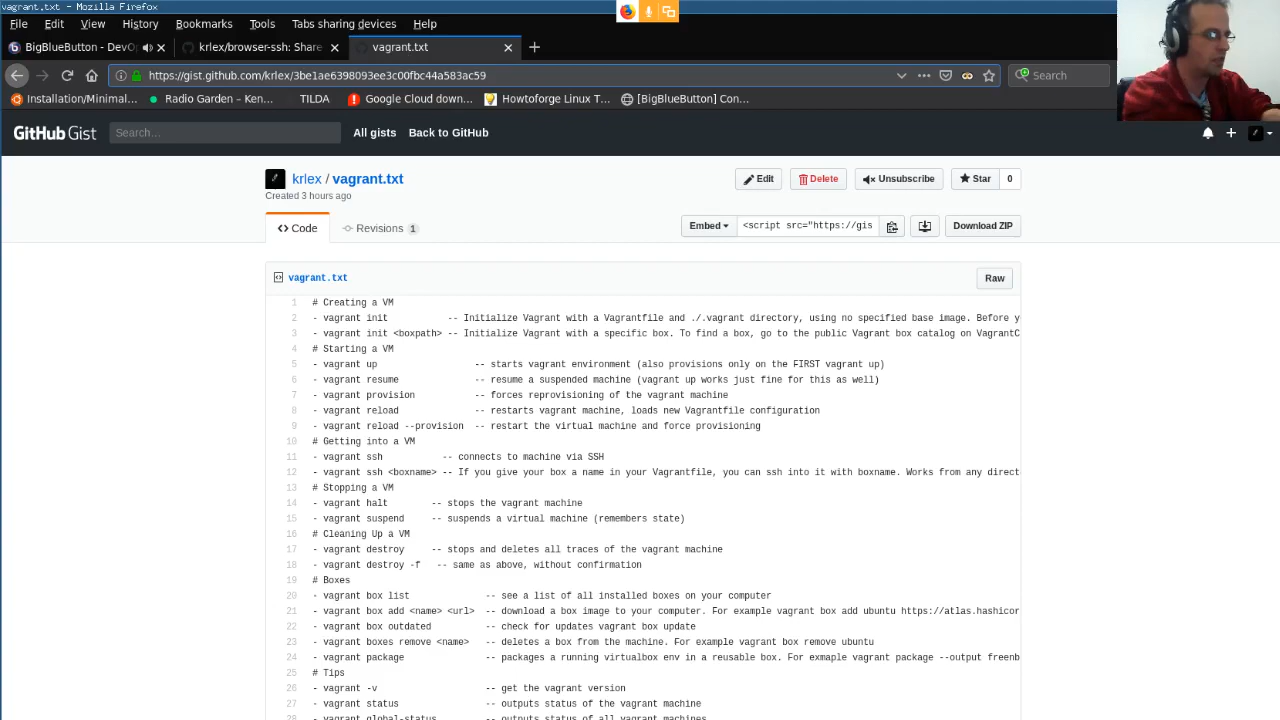 vagrant.txt - Mozilla Firefox
File Edit View History Bookmarks Tools Tabs sharing devices Help
BigBlueButton - DevO
krlex/browser-ssh: Share
vagrant.txt
https://gist.github.com/krlex/3be1ae6398093ee3c00fbc44a583ac59
Search
Installation/Minimal... Radio Garden – Ken... TILDA Google Cloud down... Howtoforge Linux T... [BigBlueButton] Con...
GitHub Gist
Search...
All gists Back to GitHub
krlex / vagrant.txt
Created 3 hours ago
Edit Delete Unsubscribe Star 0
Code Revisions 1
Embed <script src="https://gis Download ZIP
vagrant.txt
Raw
1 # Creating a VM
2 - vagrant init -- Initialize Vagrant with a Vagrantfile and ./.vagrant directory, using no specified base image. Before y
3 - vagrant init <boxpath> -- Initialize Vagrant with a specific box. To find a box, go to the public Vagrant box catalog on VagrantC
4 # Starting a VM
5 - vagrant up -- starts vagrant environment (also provisions only on the FIRST vagrant up)
6 - vagrant resume -- resume a suspended machine (vagrant up works just fine for this as well)
7 - vagrant provision -- forces reprovisioning of the vagrant machine
8 - vagrant reload -- restarts vagrant machine, loads new Vagrantfile configuration
9 - vagrant reload --provision -- restart the virtual machine and force provisioning
10 # Getting into a VM
11 - vagrant ssh -- connects to machine via SSH
12 - vagrant ssh <boxname> -- If you give your box a name in your Vagrantfile, you can ssh into it with boxname. Works from any direct
13 # Stopping a VM
14 - vagrant halt -- stops the vagrant machine
15 - vagrant suspend -- suspends a virtual machine (remembers state)
16 # Cleaning Up a VM
17 - vagrant destroy -- stops and deletes all traces of the vagrant machine
18 - vagrant destroy -f -- same as above, without confirmation
19 # Boxes
20 - vagrant box list -- see a list of all installed boxes on your computer
21 - vagrant box add <name> <url> -- download a box image to your computer. For example vagrant box add ubuntu https://atlas.hashicor
22 - vagrant box outdated -- check for updates vagrant box update
23 - vagrant boxes remove <name> -- deletes a box from the machine. For example vagrant box remove ubuntu
24 - vagrant package -- packages a running virtualbox env in a reusable box. For exmaple vagrant package --output freenb
25 # Tips
26 - vagrant -v -- get the vagrant version
27 - vagrant status -- outputs status of the vagrant machine
28 - vagrant global-status -- outputs status of all vagrant machines